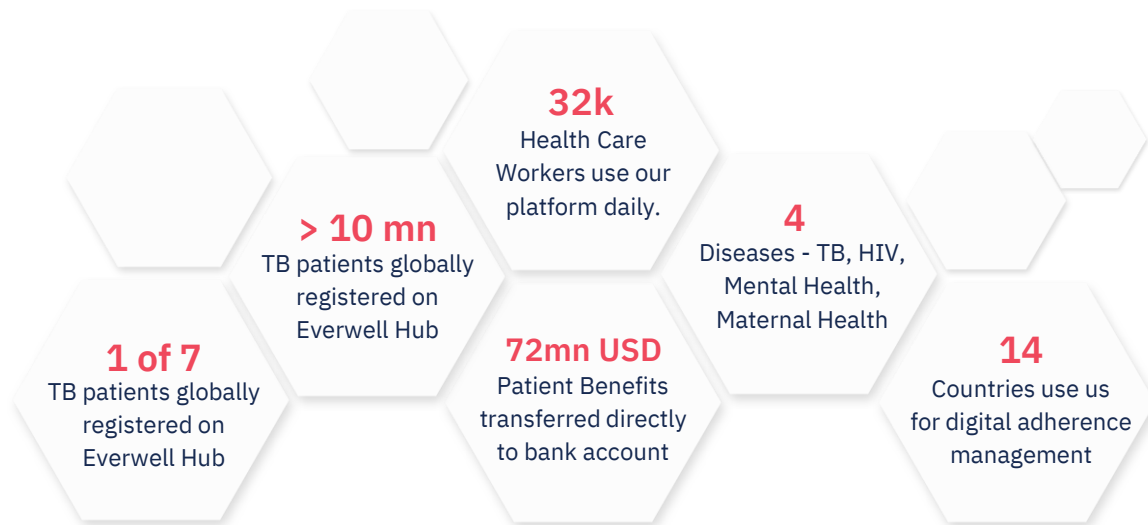 1 of 7
TB patients globally
registered on
Everwell Hub
> 10 mn
TB patients globally
registered on
Everwell Hub
32k
Health Care
Workers use our
platform daily.
72mn USD
Patient Benefits
transferred directly
to bank account
4
Diseases - TB, HIV,
Mental Health,
Maternal Health
14
Countries use us
for digital adherence
management